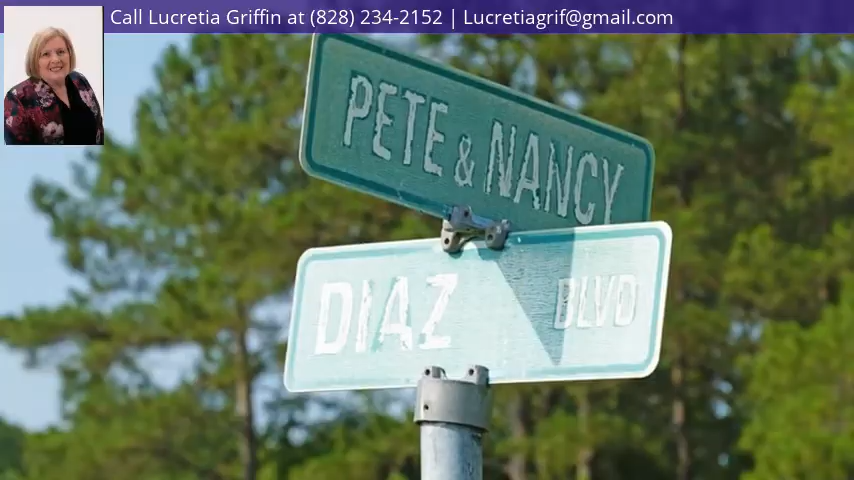 Call Lucretia Griffin at (828) 234-2152 | Lucretiagrif@gmail.com
PETE & NANCY
DIAZ BLVD